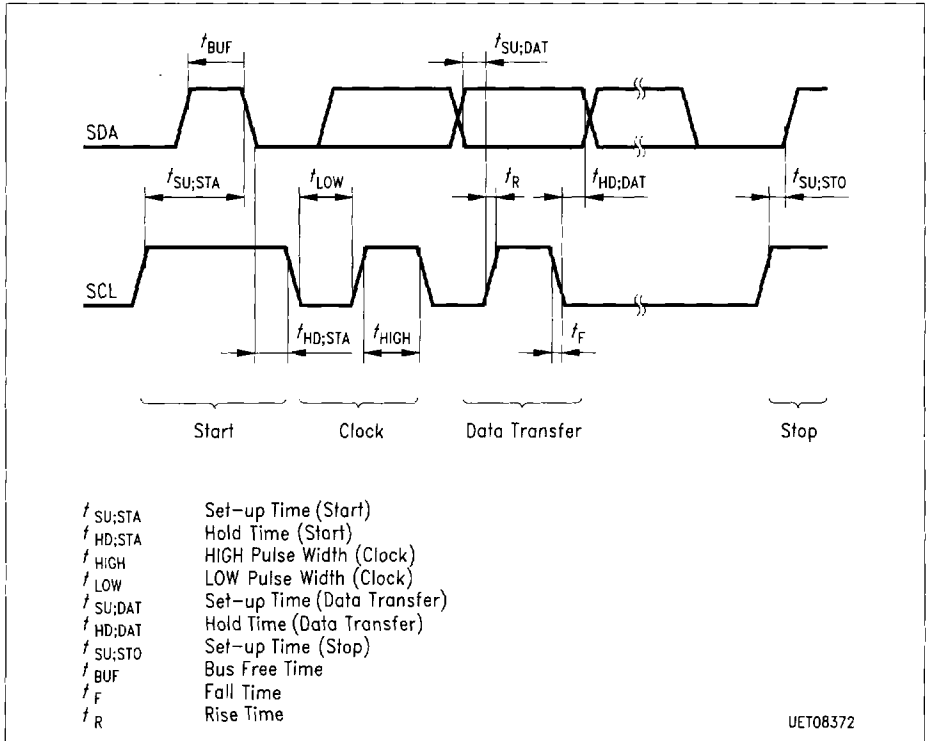 tBUF tSU;DAT
SDA
tSU;STA tLOW tR tHD;DAT tSU;STO
SCL
tHD;STA tHIGH tF
Start Clock Data Transfer Stop
tSU;STA Set-up Time (Start)
tHD;STA Hold Time (Start)
tHIGH HIGH Pulse Width (Clock)
tLOW LOW Pulse Width (Clock)
tSU;DAT Set-up Time (Data Transfer)
tHD;DAT Hold Time (Data Transfer)
tSU;STO Set-up Time (Stop)
tBUF Bus Free Time
tF Fall Time
tR Rise Time
UET08372